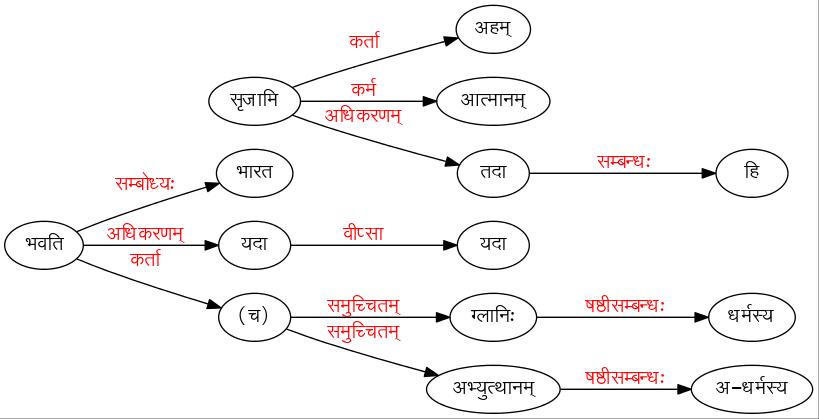 अहम्
कर्ता
सृजामि
कर्म
आत्मानम्
अधिकरणम्
तदा
सम्बन्धः
हि
भारत
सम्बोध्यः
भवति
अधिकरणम्
यदा
वीप्सा
यदा
कर्ता
(च)
समुच्चितम्
ग्लानिः
षष्ठीसम्बन्धः
धर्मस्य
समुच्चितम्
अभ्युत्थानम्
षष्ठीसम्बन्धः
अ-धर्मस्य